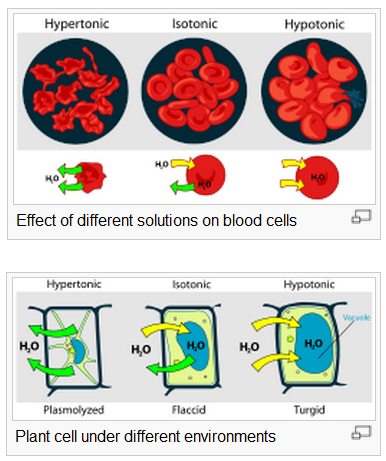 Hypertonic Isotonic Hypotonic
H₂O H₂O H₂O
Effect of different solutions on blood cells
Hypertonic Isotonic Hypotonic
Vacuole
H₂O H₂O H₂O H₂O H₂O
Plasmolyzed Flaccid Turgid
Plant cell under different environments